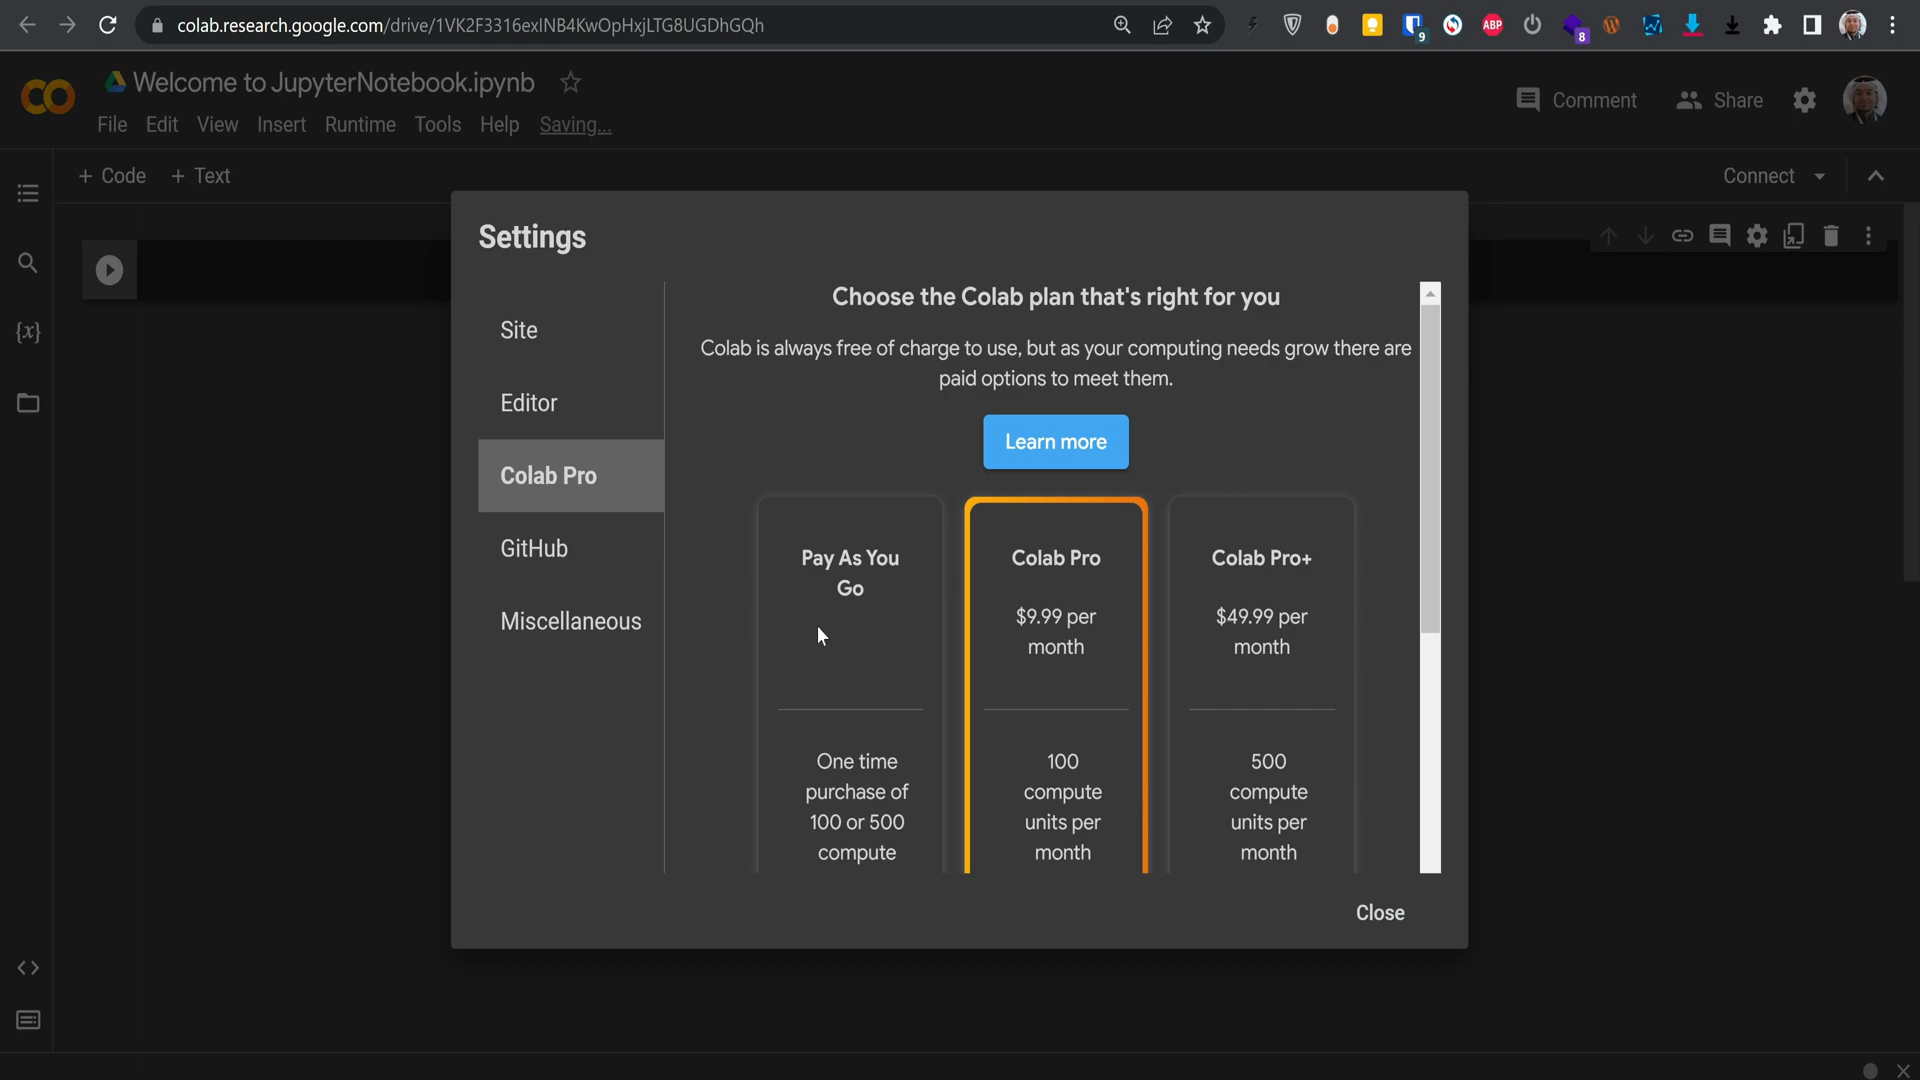 colab.research.google.com/drive/1VK2F3316exINB4KwOpHxjLTG8UGDhGQh
9
ABP
8
Welcome to JupyterNotebook.ipynb
Comment
Share
File Edit View Insert Runtime Tools Help Saving...
+ Code + Text
Connect
Settings
{x}
Site
Editor
Colab Pro
GitHub
Miscellaneous
Choose the Colab plan that's right for you
Colab is always free of charge to use, but as your computing needs grow there are
paid options to meet them.
Learn more
Pay As You
Go
One time
purchase of
100 or 500
compute
Colab Pro
$9.99 per
month
100
compute
units per
month
Colab Pro+
$49.99 per
month
500
compute
units per
month
Close